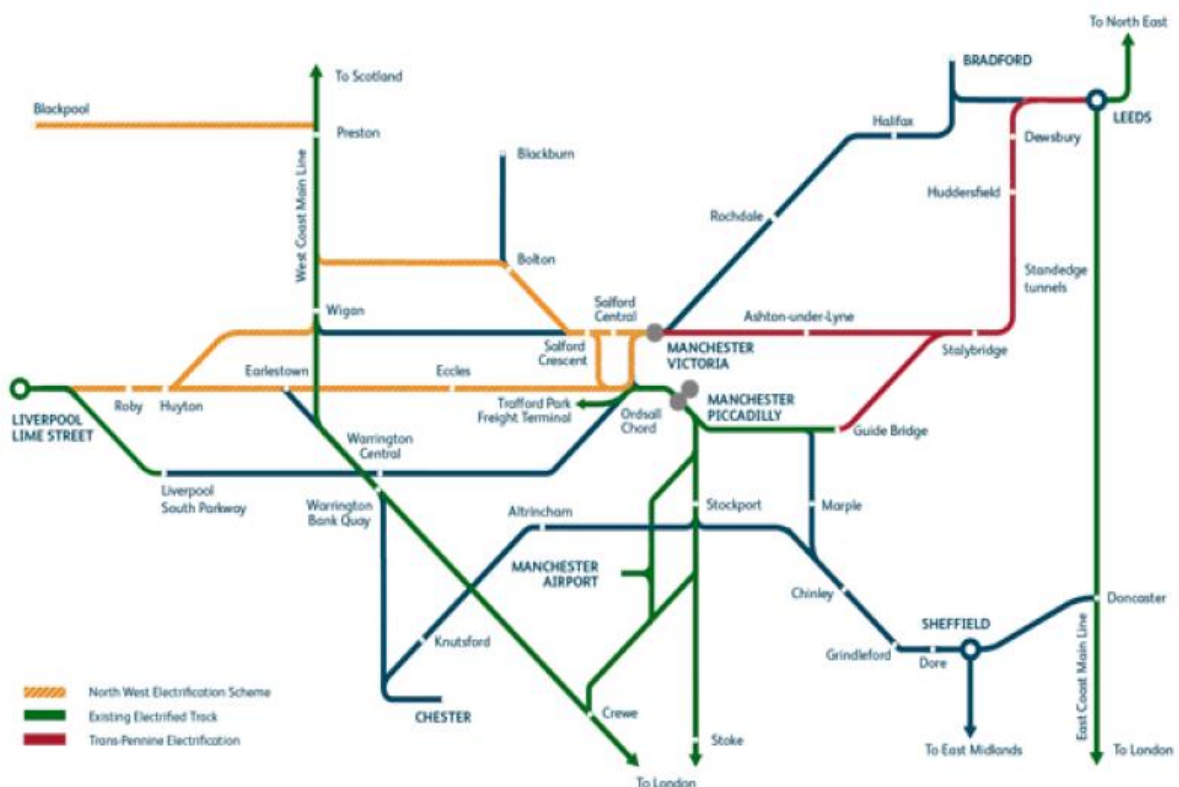 To North East
BRADFORD
To Scotland
LEEDS
Blackpool
Halifax
Preston
Dewsbury
Blackburn
Huddersfield
Rochdale
West Coast Main Line
Bolton
Standedge
tunnels
Wigan
Salford
Central
Ashton-under-Lyne
Salford
Crescent
MANCHESTER
VICTORIA
Stalybridge
Earlestown
Eccles
Roby
Huyton
Trafford Park
Freight Terminal
Ordsall
Chord
MANCHESTER
PICCADILLY
LIVERPOOL
LIME STREET
Guide Bridge
Warrington
Central
Liverpool
South Parkway
Warrington
Bank Quay
Altrincham
Stockport
Marple
MANCHESTER
AIRPORT
Chinley
Doncaster
SHEFFIELD
Knutsford
Grindleford
Dore
East Coast Main Line
North West Electrification Scheme
Existing Electrified Track
Trans-Pennine Electrification
CHESTER
Crewe
Stoke
To East Midlands
To London
To London